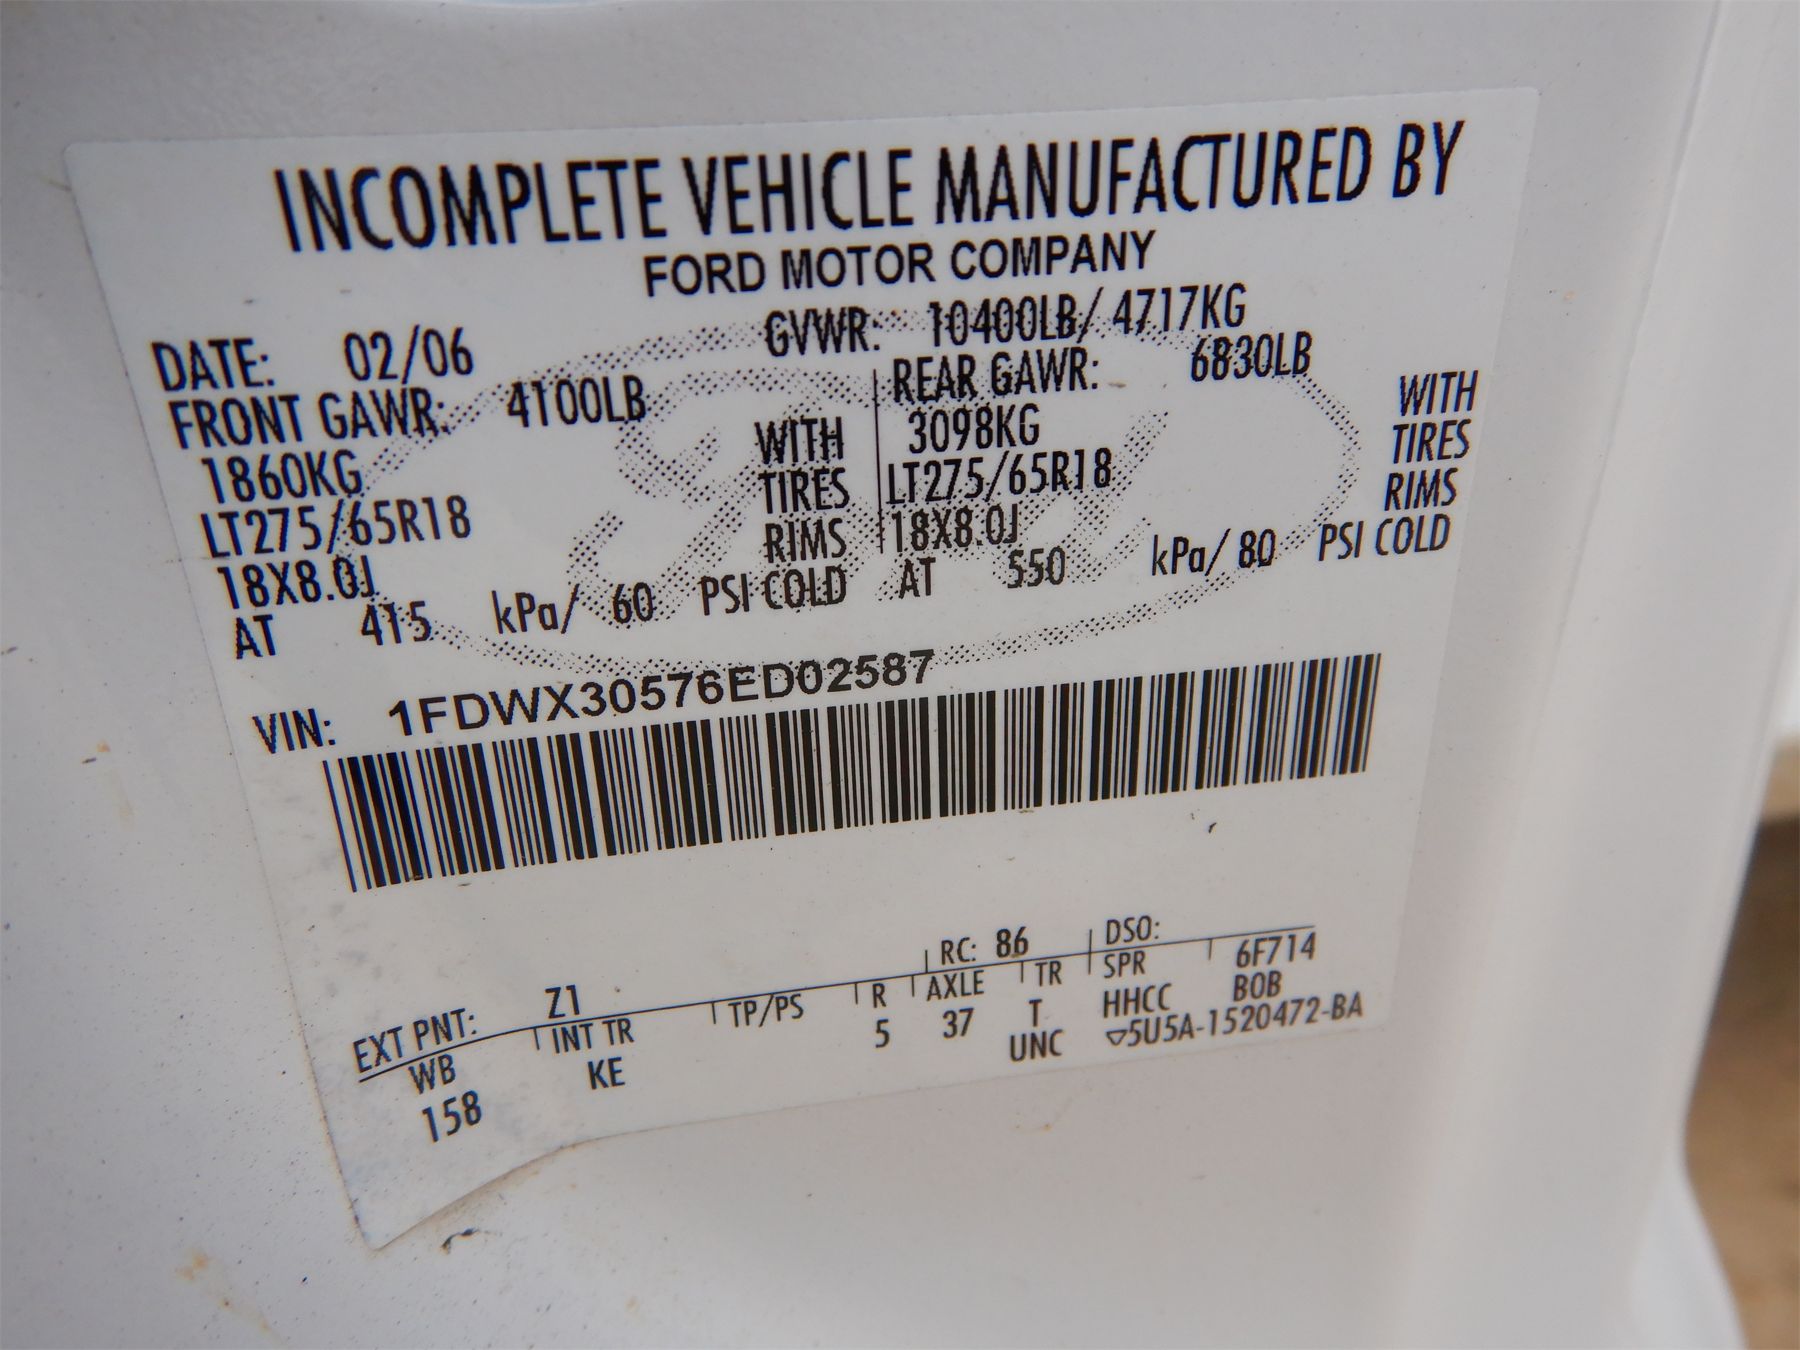 INCOMPLETE VEHICLE MANUFACTURED BY
FORD MOTOR COMPANY
DATE: 02/06 GVWR: 10400LB/ 4717KG
FRONT GAWR: 4100LB REAR GAWR: 6830LB
1860KG WITH 3098KG WITH
LT275/65R18 TIRES LT275/65R18 TIRES
18X8.0J RIMS 18X8.0J RIMS
AT 415 kPa/ 60 PSI COLD AT 550 kPa/ 80 PSI COLD
VIN: 1FDWX30576ED02587
EXT PNT: Z1 RC: 86 DSO:
WB INT TR TP/PS R AXLE TR SPR 6F714
158 KE 5 37 T HHCC BOB
UNC ▽5U5A-1520472-BA